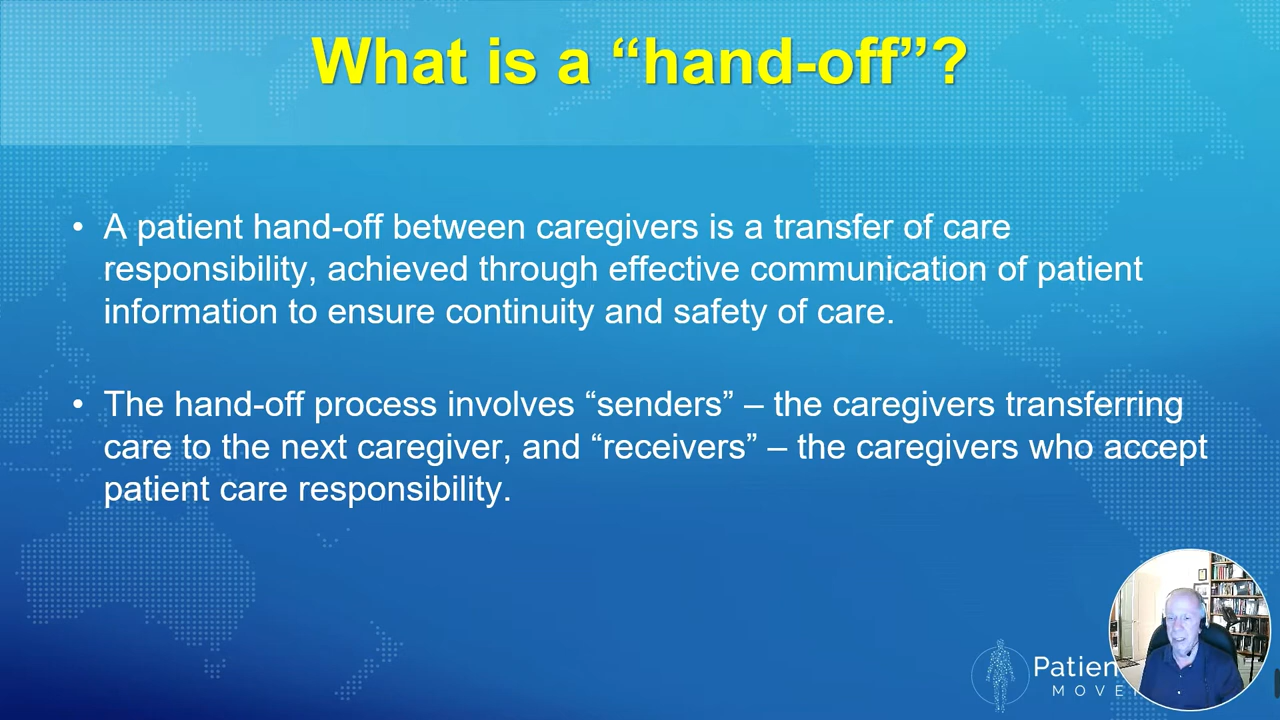 What is a “hand-off”?
• A patient hand-off between caregivers is a transfer of care
responsibility, achieved through effective communication of patient
information to ensure continuity and safety of care.
• The hand-off process involves “senders” – the caregivers transferring
care to the next caregiver, and “receivers” – the caregivers who accept
patient care responsibility.